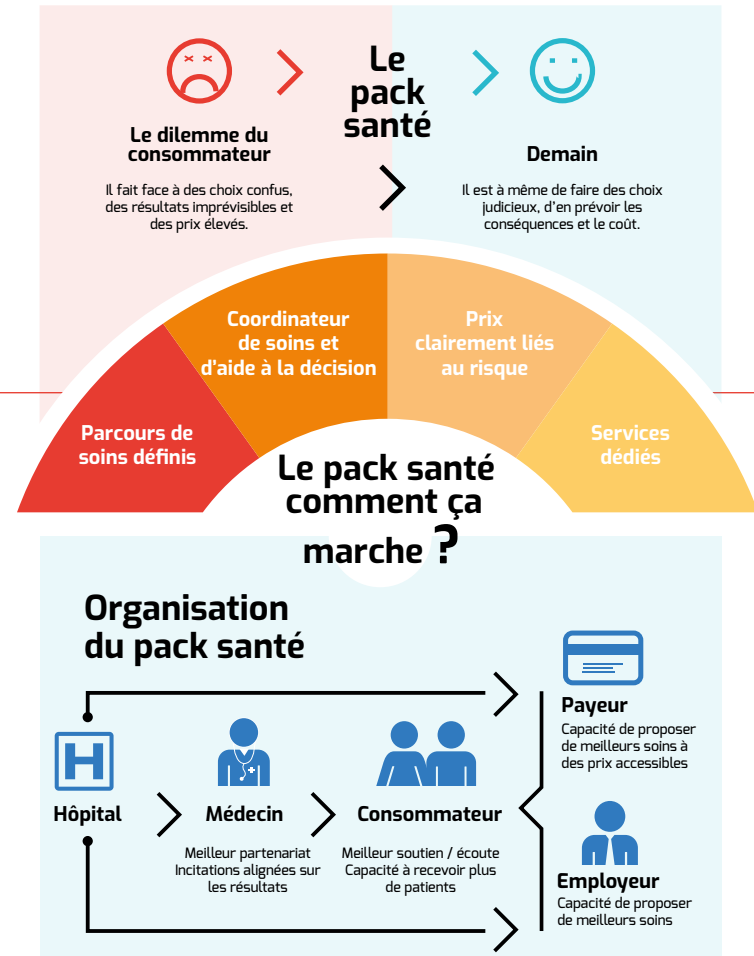 Le
pack
santé
Le dilemme du
consommateur
Il fait face à des choix confus,
des résultats imprévisibles et
des prix élevés.
Demain
Il est à même de faire des choix
judicieux, d'en prévoir les
conséquences et le coût.
Parcours de
soins définis
Coordinateur
de soins et
d'aide à la décision
Prix
clairement liés
au risque
Services
dédiés
Le pack santé
comment ça
marche ?
Organisation
du pack santé
H
Hôpital
Médecin
Meilleur partenariat
Incitations alignées sur
les résultats
Consommateur
Meilleur soutien / écoute
Capacité à recevoir plus
de patients
Payeur
Capacité de proposer
de meilleurs soins à
des prix accessibles
Employeur
Capacité de proposer
de meilleurs soins